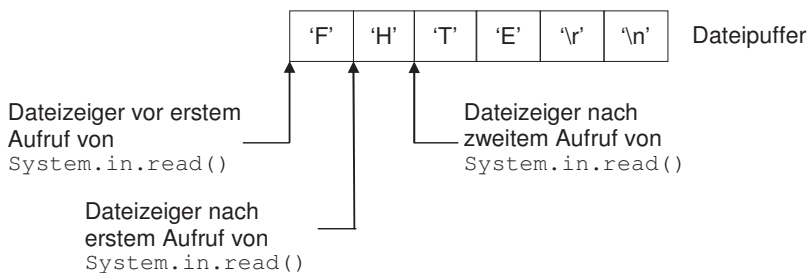 ‘F’ ‘H’ ‘T’ ‘E’ ‘\r’ ‘\n’ Dateipuffer
Dateizeiger vor erstem
Aufruf von
System.in.read()
Dateizeiger nach
zweitem Aufruf von
System.in.read()
Dateizeiger nach
erstem Aufruf von
System.in.read()